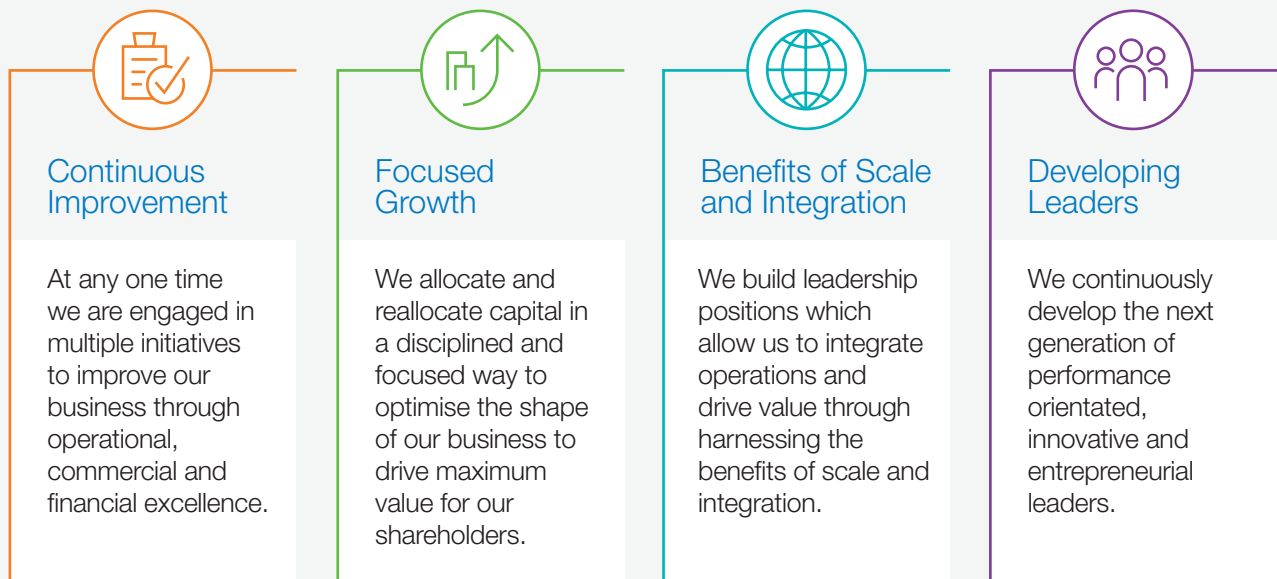 Continuous
Improvement
At any one time
we are engaged in
multiple initiatives
to improve our
business through
operational,
commercial and
financial excellence.
Focused
Growth
We allocate and
reallocate capital in
a disciplined and
focused way to
optimise the shape
of our business to
drive maximum
value for our
shareholders.
Benefits of Scale
and Integration
We build leadership
positions which
allow us to integrate
operations and
drive value through
harnessing the
benefits of scale and
integration.
Developing
Leaders
We continuously
develop the next
generation of
performance
orientated,
innovative and
entrepreneurial
leaders.